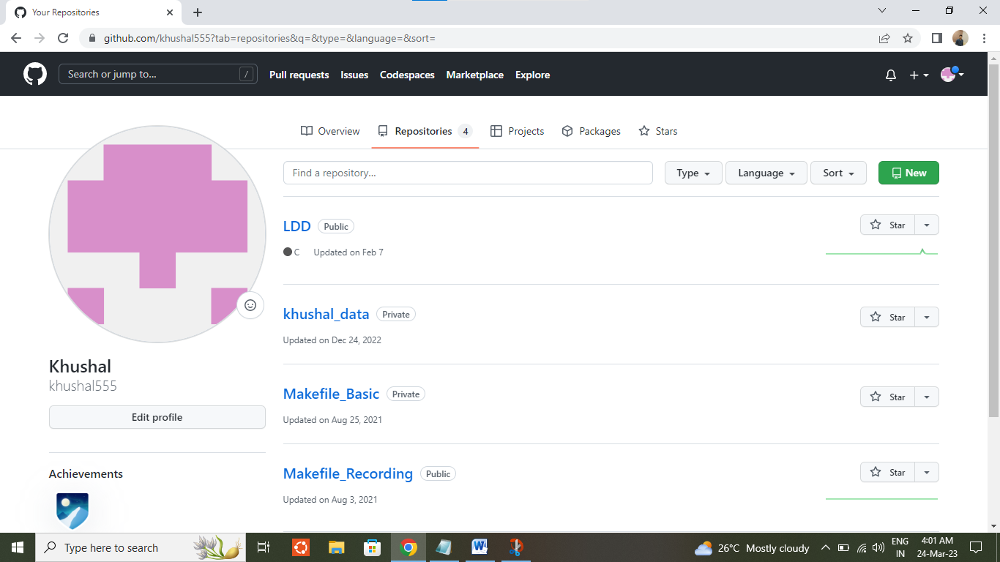 Your Repositories
github.com/khushal555?tab=repositories&q=&type=&language=&sort=
Search or jump to... /
Pull requests Issues Codespaces Marketplace Explore
Overview Repositories 4 Projects Packages Stars
Find a repository...
Type Language Sort New
LDD Public
Star
C Updated on Feb 7
khushal_data Private
Star
Updated on Dec 24, 2022
Makefile_Basic Private
Star
Updated on Aug 25, 2021
Makefile_Recording Public
Star
Updated on Aug 3, 2021
Khushal
khushal555
Edit profile
Achievements
Type here to search
W
26°C Mostly cloudy
ENG
IN
4:01 AM
24-Mar-23